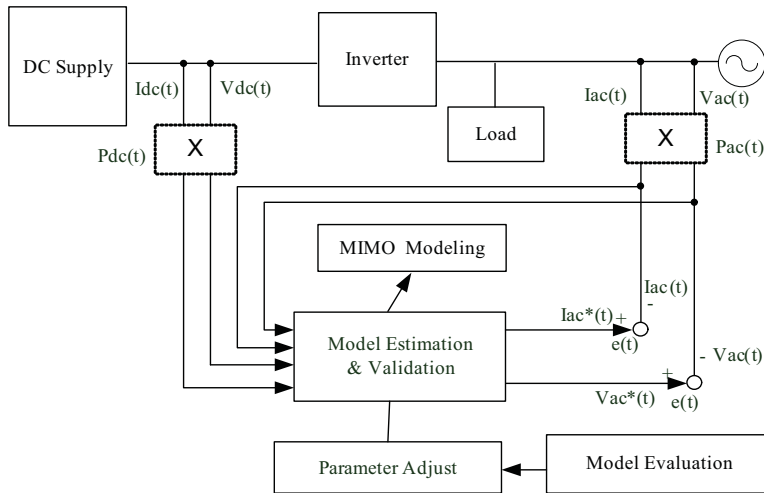 DC Supply
Inverter
Idc(t)
Vdc(t)
Iac(t)
Vac(t)
Load
X
X
Pdc(t)
Pac(t)
MIMO Modeling
Iac(t)
-
Model Estimation
& Validation
Iac*(t)
+
e(t)
- Vac(t)
+
Vac*(t)
e(t)
Parameter Adjust
Model Evaluation